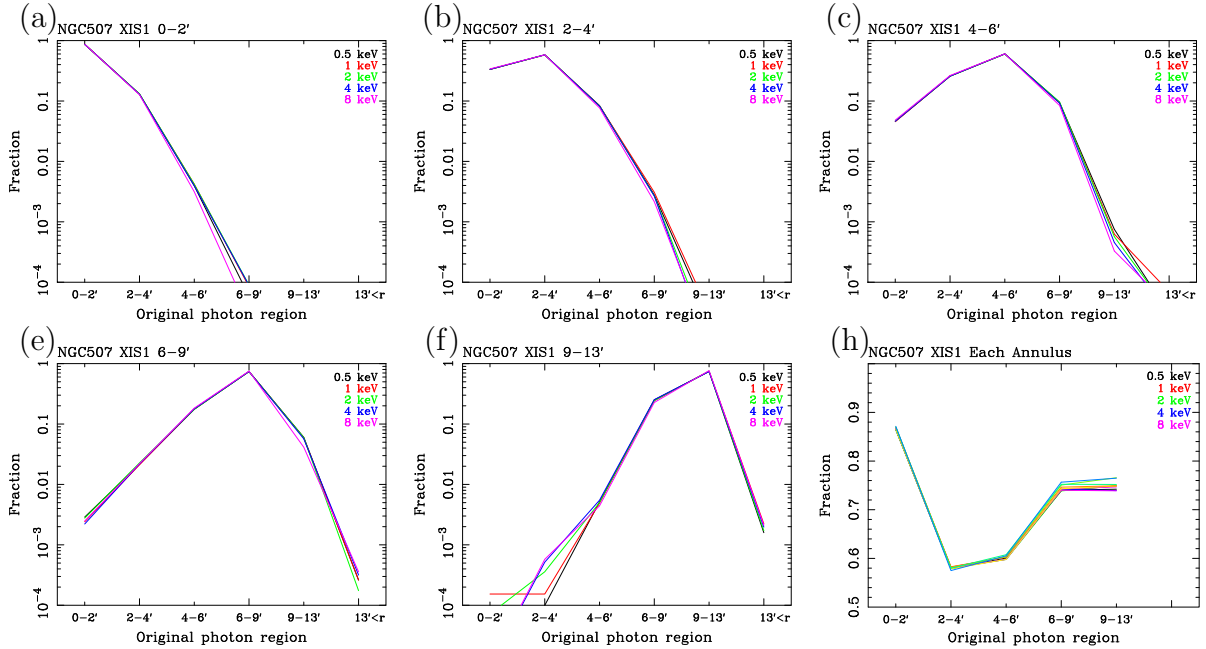 (a)
NGC507 XIS1 0−2′
0.5 keV
1 keV
2 keV
4 keV
8 keV
Fraction
1
0.1
0.01
10⁻³
10⁻⁴
0−2′ 2−4′ 4−6′ 6−9′ 9−13′ 13′<r
Original photon region
(b)
NGC507 XIS1 2−4′
0.5 keV
1 keV
2 keV
4 keV
8 keV
Fraction
1
0.1
0.01
10⁻³
10⁻⁴
0−2′ 2−4′ 4−6′ 6−9′ 9−13′ 13′<r
Original photon region
(c)
NGC507 XIS1 4−6′
0.5 keV
1 keV
2 keV
4 keV
8 keV
Fraction
1
0.1
0.01
10⁻³
10⁻⁴
0−2′ 2−4′ 4−6′ 6−9′ 9−13′ 13′<r
Original photon region
(e)
NGC507 XIS1 6−9′
0.5 keV
1 keV
2 keV
4 keV
8 keV
Fraction
1
0.1
0.01
10⁻³
10⁻⁴
0−2′ 2−4′ 4−6′ 6−9′ 9−13′ 13′<r
Original photon region
(f)
NGC507 XIS1 9−13′
0.5 keV
1 keV
2 keV
4 keV
8 keV
Fraction
1
0.1
0.01
10⁻³
10⁻⁴
0−2′ 2−4′ 4−6′ 6−9′ 9−13′ 13′<r
Original photon region
(h)
NGC507 XIS1 Each Annulus
0.5 keV
1 keV
2 keV
4 keV
8 keV
Fraction
0.9
0.8
0.7
0.6
0.5
0−2′ 2−4′ 4−6′ 6−9′ 9−13′
Original photon region